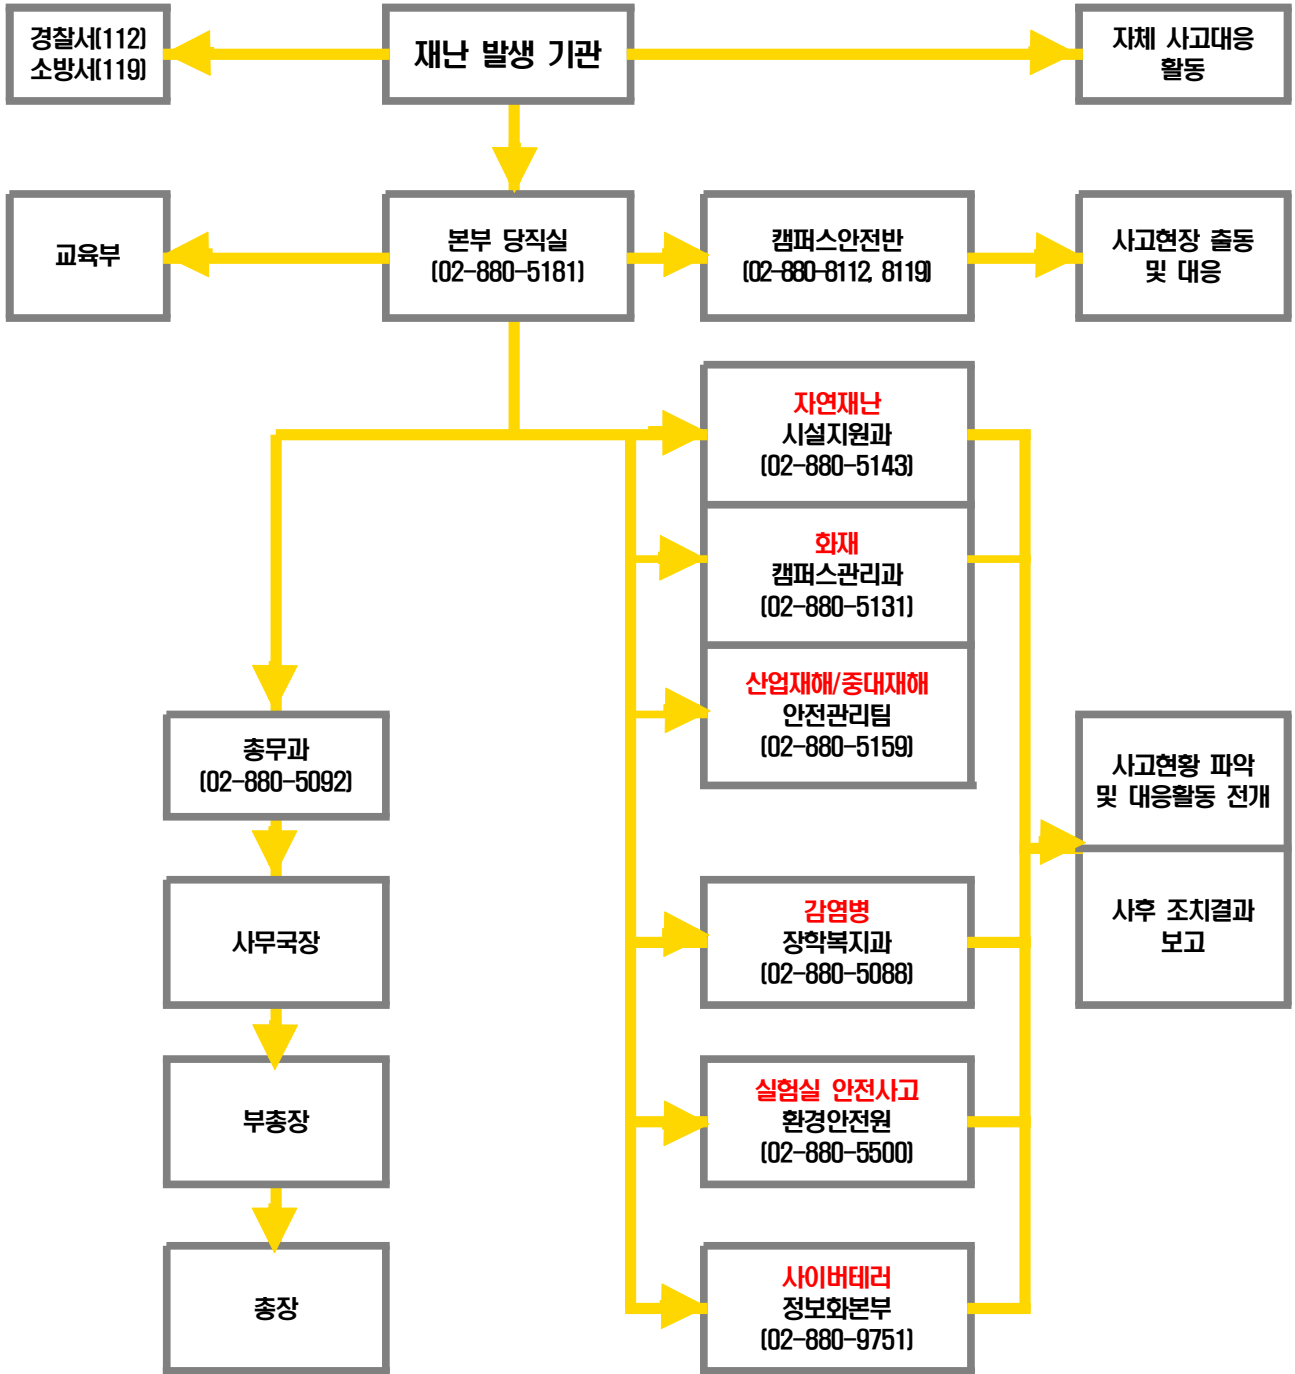 경찰서(112)
소방서(119)
재난 발생 기관
자체 사고대응
활동
교육부
본부 당직실
(02-880-5181)
캠퍼스안전반
(02-880-8112, 8119)
사고현장 출동
및 대응
자연재난
시설지원과
(02-880-5143)
화재
캠퍼스관리과
(02-880-5131)
산업재해/중대재해
안전관리팀
(02-880-5159)
총무과
(02-880-5092)
사고현황 파악
및 대응활동 전개
사무국장
감염병
장학복지과
(02-880-5088)
사후 조치결과
보고
부총장
실험실 안전사고
환경안전원
(02-880-5500)
총장
사이버테러
정보화본부
(02-880-9751)